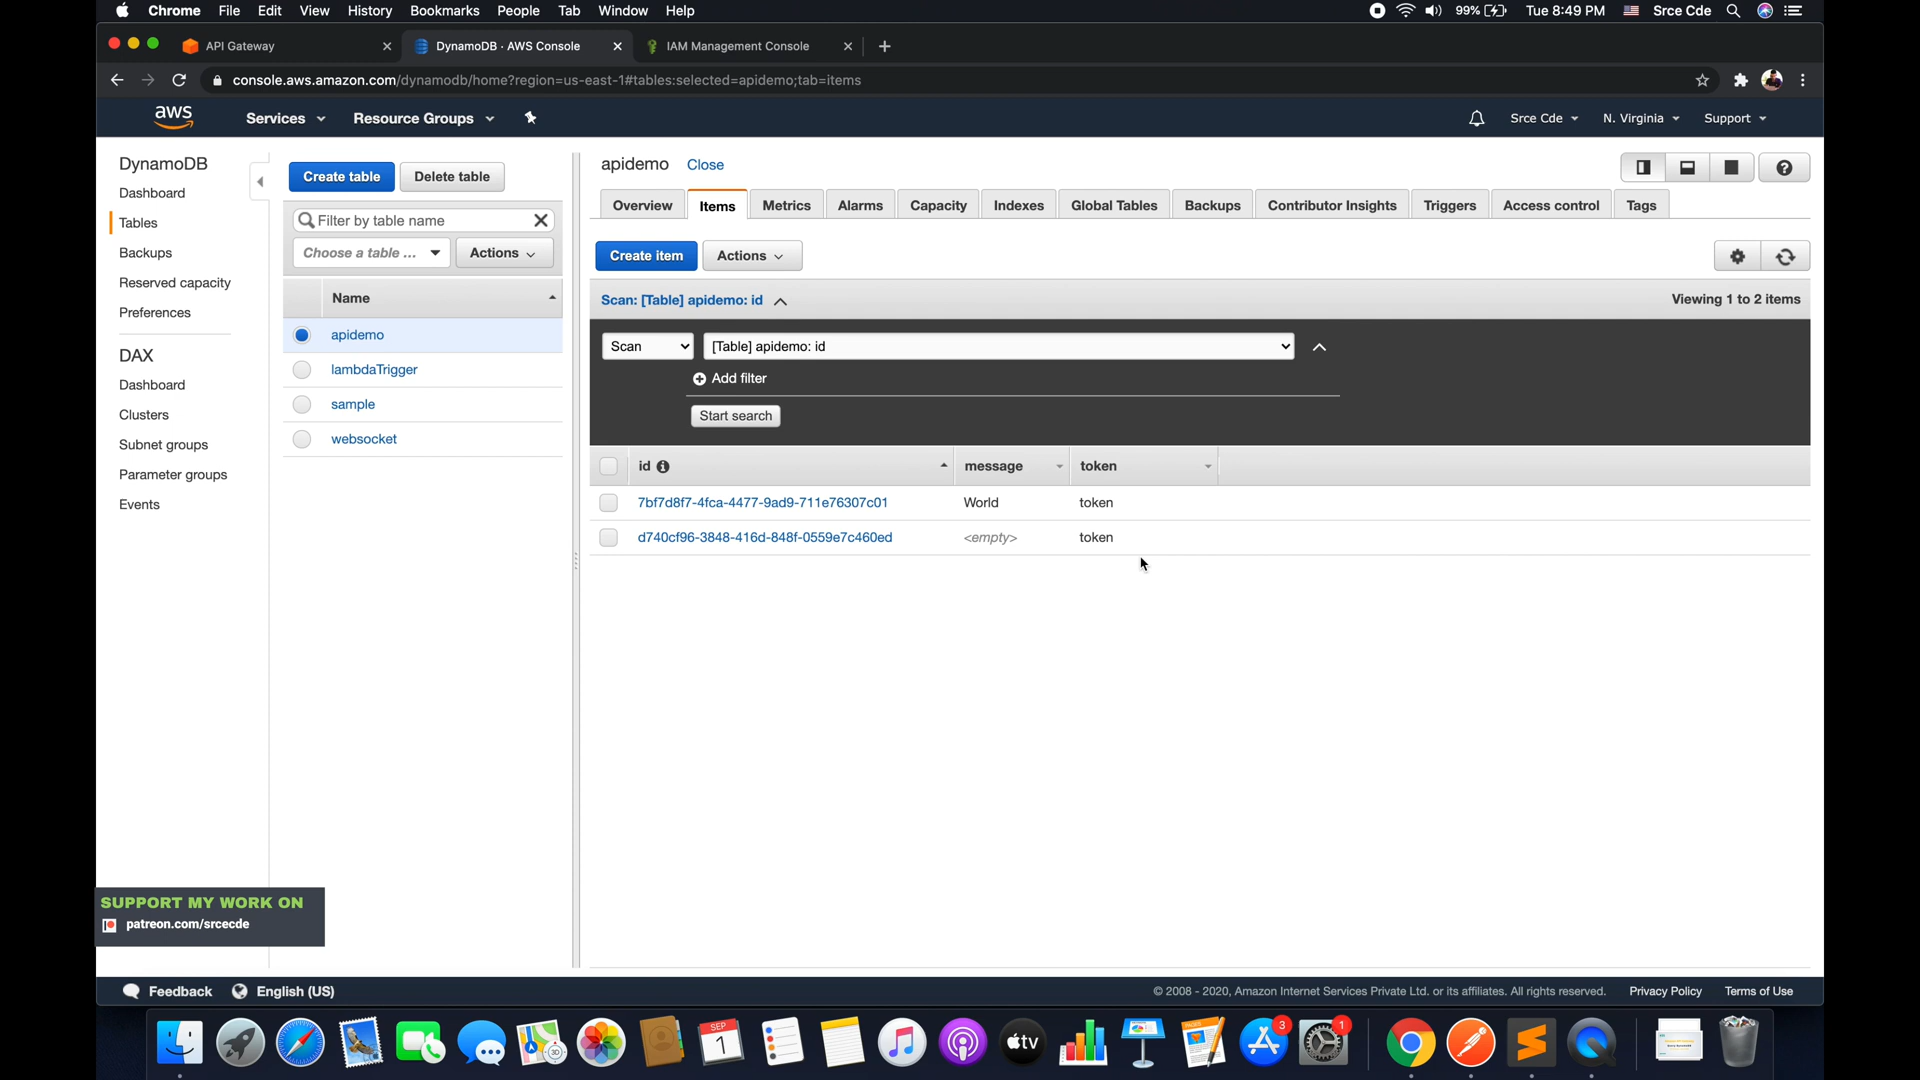 Chrome File Edit View History Bookmarks People Tab Window Help 99% Tue 8:49 PM Srce Cde
API Gateway DynamoDB · AWS Console IAM Management Console
console.aws.amazon.com/dynamodb/home?region=us-east-1#tables:selected=apidemo;tab=items
aws Services Resource Groups Srce Cde N. Virginia Support
DynamoDB
Dashboard
Tables
Backups
Reserved capacity
Preferences
DAX
Dashboard
Clusters
Subnet groups
Parameter groups
Events
Create table Delete table
Filter by table name
Choose a table ... Actions
Name
apidemo
lambdaTrigger
sample
websocket
apidemo Close
Overview Items Metrics Alarms Capacity Indexes Global Tables Backups Contributor Insights Triggers Access control Tags
Create item Actions
Scan: [Table] apidemo: id Viewing 1 to 2 items
Scan [Table] apidemo: id
Add filter
Start search
id message token
7bf7d8f7-4fca-4477-9ad9-711e76307c01 World token
d740cf96-3848-416d-848f-0559e7c460ed <empty> token
SUPPORT MY WORK ON
patreon.com/srcecde
Feedback English (US) © 2008 - 2020, Amazon Internet Services Private Ltd. or its affiliates. All rights reserved. Privacy Policy Terms of Use
3D SEP 1 tv PAGES 3 1